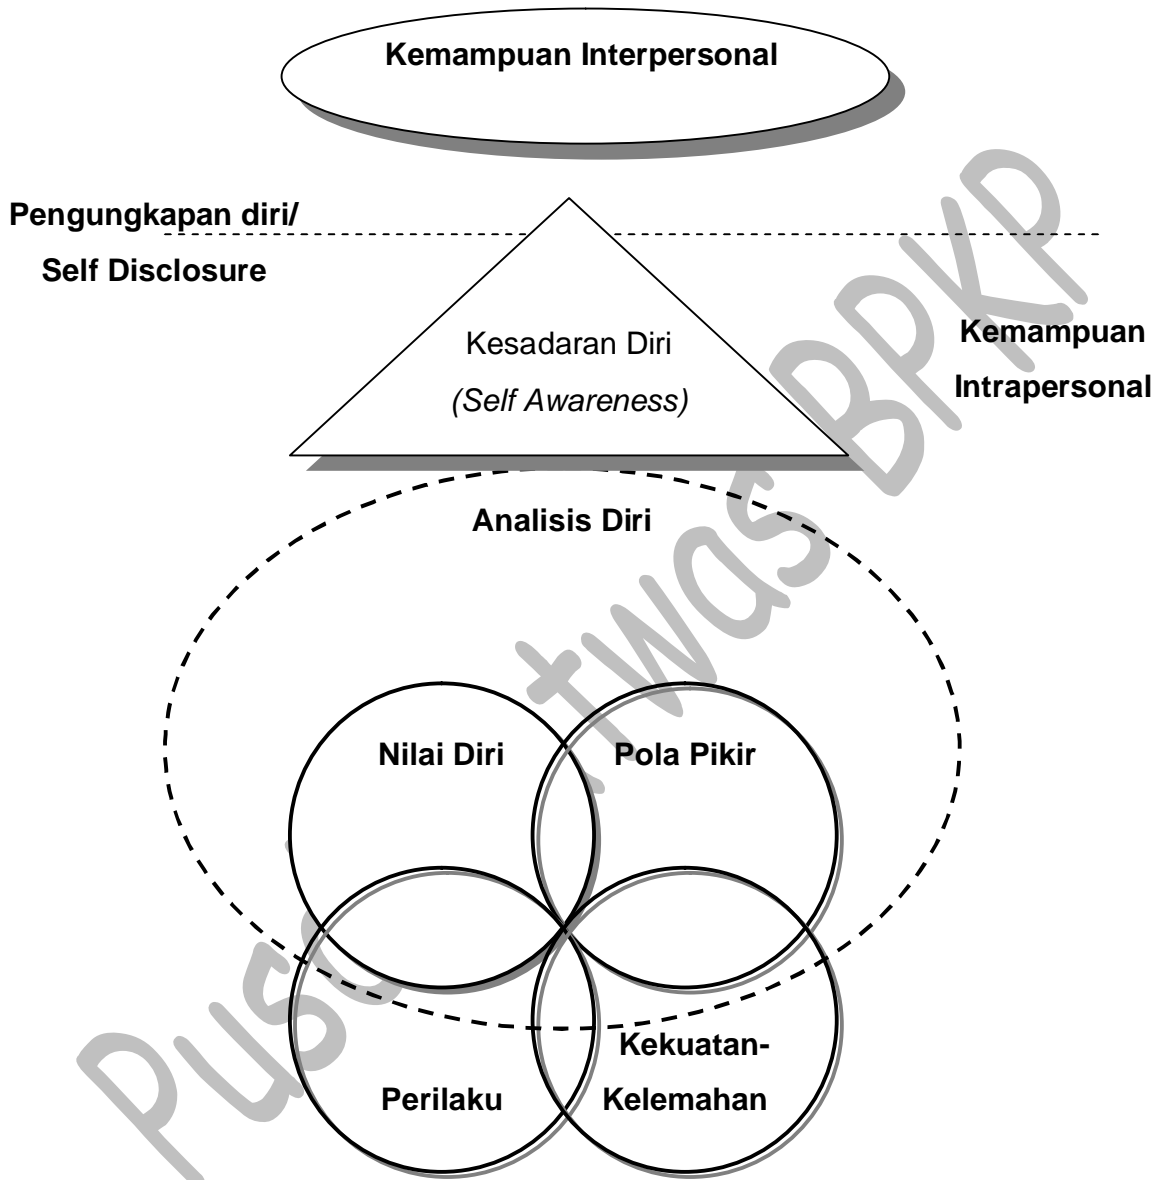 Kemampuan Interpersonal
Pengungkapan diri/
Self Disclosure
Kesadaran Diri
(Self Awareness)
Kemampuan
Intrapersonal
Analisis Diri
Nilai Diri
Pola Pikir
Kekuatan-
Kelemahan
Perilaku
BPKP